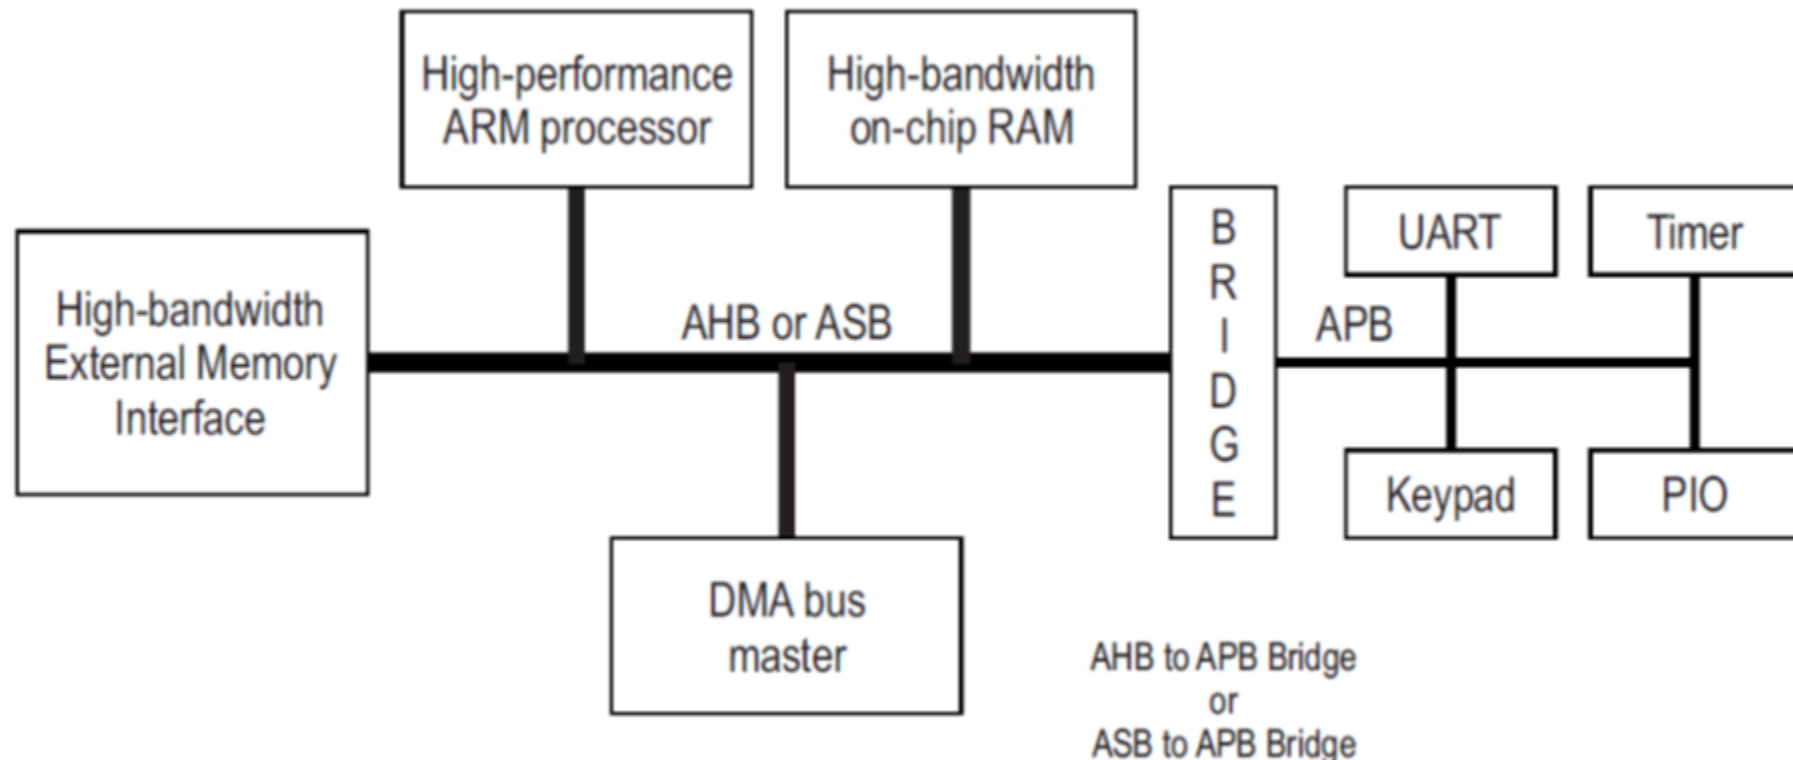 High-performance
ARM processor
High-bandwidth
on-chip RAM
High-bandwidth
External Memory
Interface
AHB or ASB
B
R
I
D
G
E
UART
Timer
APB
Keypad
PIO
DMA bus
master
AHB to APB Bridge
or
ASB to APB Bridge